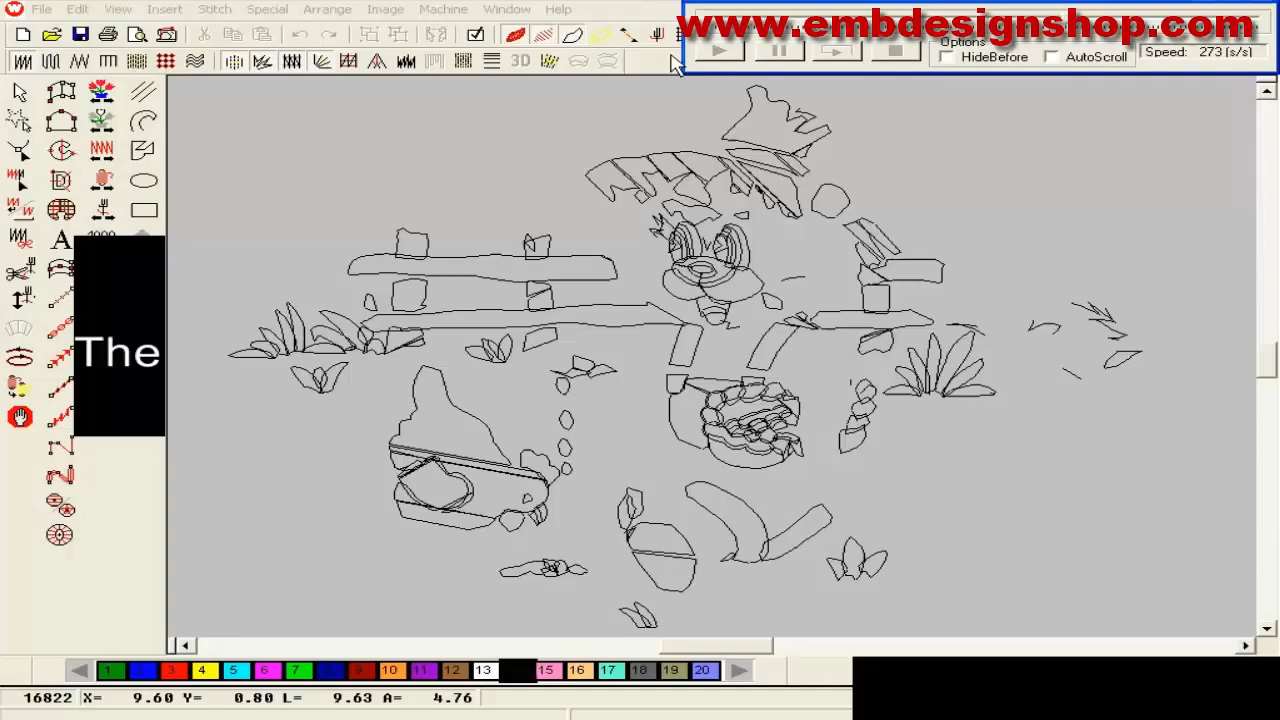 File Edit View Insert Stitch Special Arrange Image Machine Window Help
www.embdesignshop.com
Options
HideBefore AutoScroll Speed: 273 [s/s]
3D
A
The
1 2 3 4 5 6 7 9 10 11 12 13 15 16 17 18 19 20
16822 X= 9.60 Y= 0.80 L= 9.63 A= 4.76